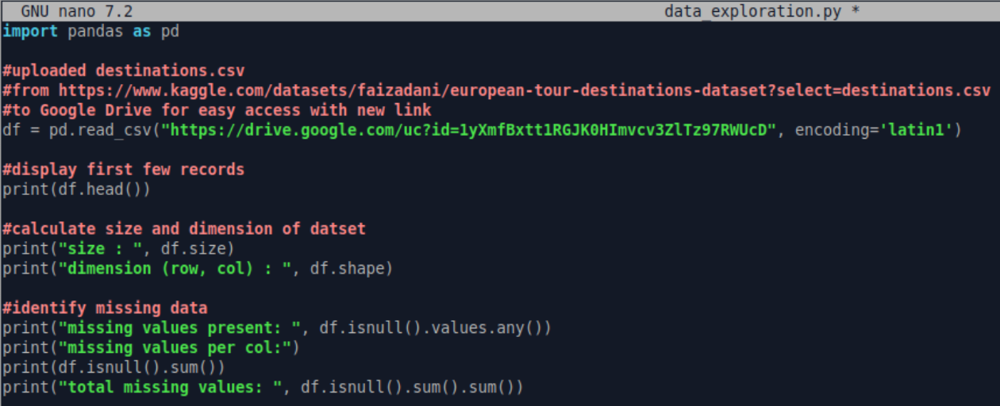 GNU nano 7.2 data_exploration.py *
import pandas as pd
#uploaded destinations.csv
#from https://www.kaggle.com/datasets/faizadani/european-tour-destinations-dataset?select=destinations.csv
#to Google Drive for easy access with new link
df = pd.read_csv("https://drive.google.com/uc?id=1yXmfBxtt1RGJK0HImvcv3ZlTz97RWUcD", encoding='latin1')
#display first few records
print(df.head())
#calculate size and dimension of datset
print("size : ", df.size)
print("dimension (row, col) : ", df.shape)
#identify missing data
print("missing values present: ", df.isnull().values.any())
print("missing values per col:")
print(df.isnull().sum())
print("total missing values: ", df.isnull().sum().sum())